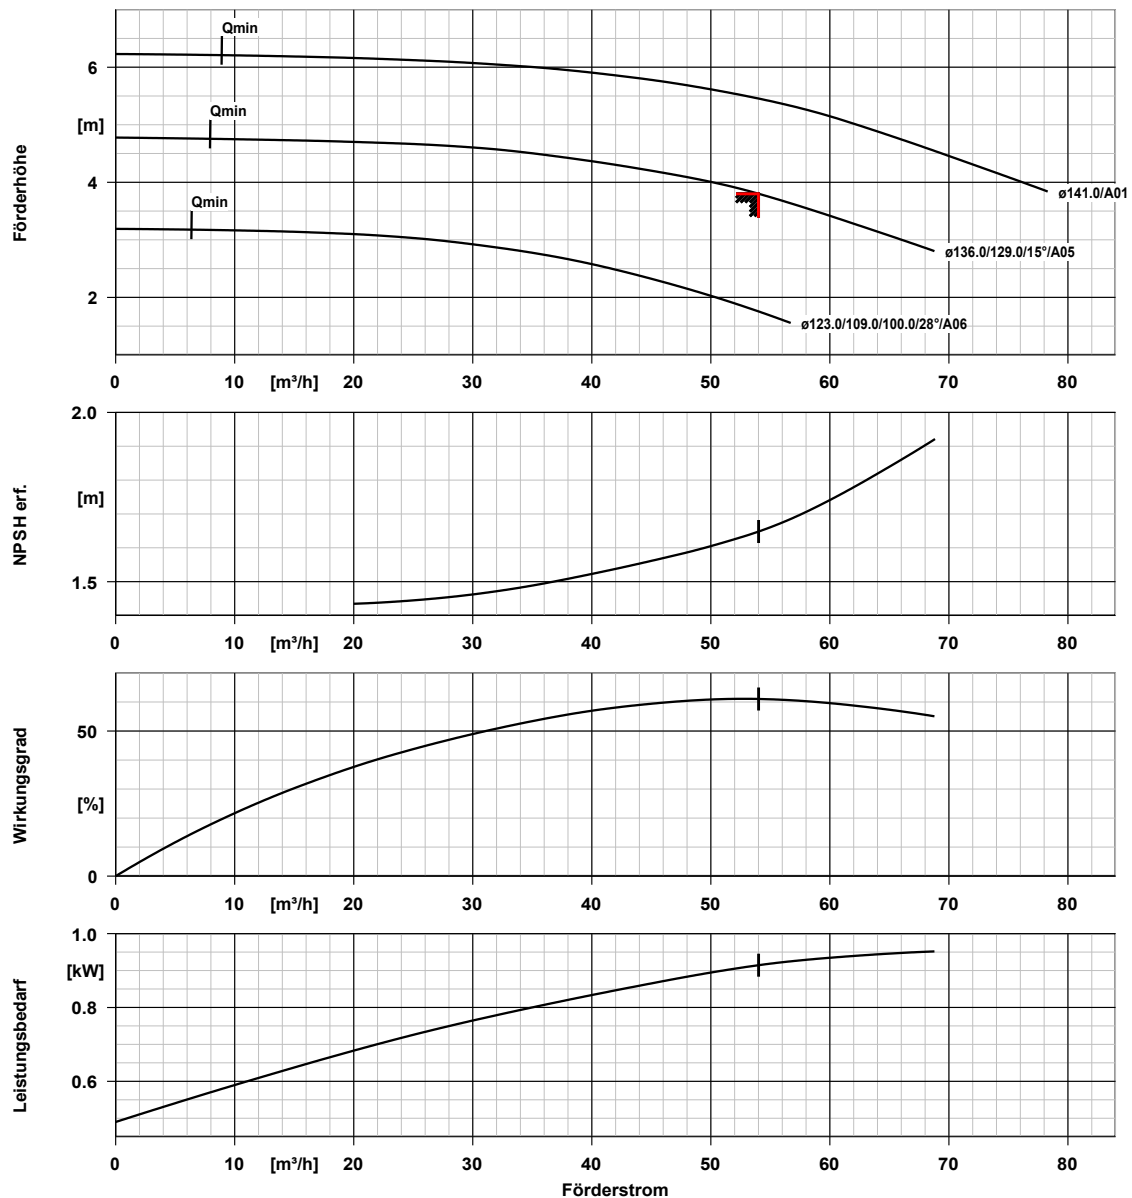 Qmin
6
Qmin
[m]
Förderhöhe
4
ø141.0/A01
Qmin
ø136.0/129.0/15°/A05
2
ø123.0/109.0/100.0/28°/A06
0 10 [m³/h] 20 30 40 50 60 70 80
2.0
[m]
NPSH erf.
1.5
0 10 [m³/h] 20 30 40 50 60 70 80
50
Wirkungsgrad
[%]
0
0 10 [m³/h] 20 30 40 50 60 70 80
1.0
[kW]
0.8
Leistungsbedarf
0.6
0 10 [m³/h] 20 30 40 50 60 70 80
Förderstrom